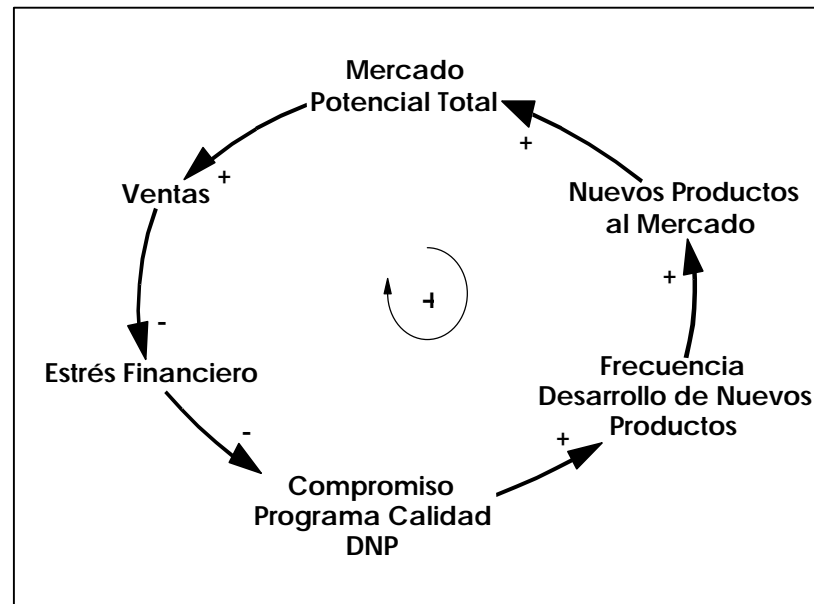 Mercado
Potencial Total
+
+
Ventas
Nuevos Productos
al Mercado
+
+
-
Estrés Financiero
Frecuencia
Desarrollo de Nuevos
Productos
-
+
Compromiso
Programa Calidad
DNP